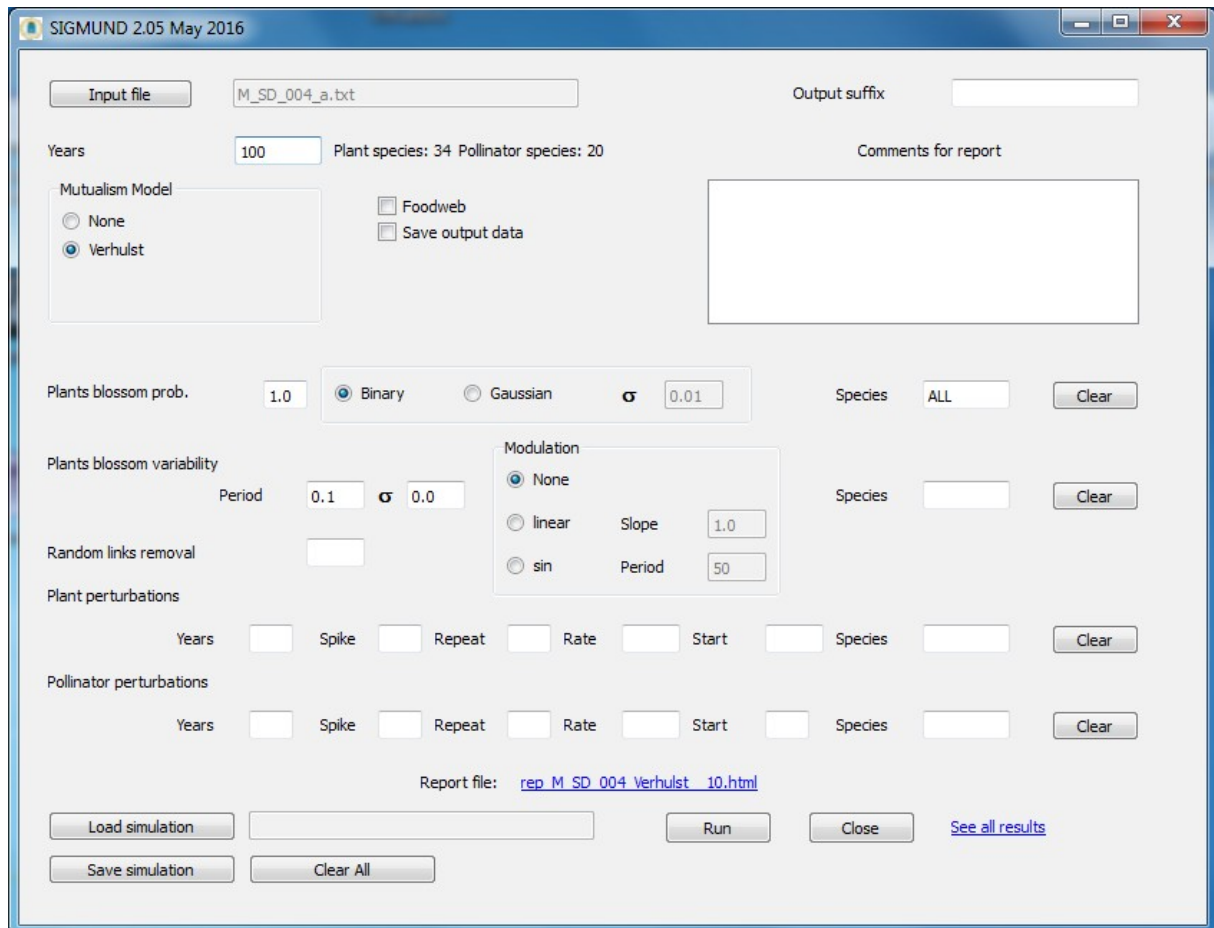 SIGMUND 2.05 May 2016
Input file M_SD_004_a.txt Output suffix
Years 100 Plant species: 34 Pollinator species: 20 Comments for report
Mutualism Model
None
Verhulst
Foodweb
Save output data
Plants blossom prob. 1.0 Binary Gaussian σ 0.01 Species ALL Clear
Plants blossom variability
Period 0.1 σ 0.0
Modulation
None
linear Slope 1.0
sin Period 50
Species Clear
Random links removal
Plant perturbations
Years Spike Repeat Rate Start Species Clear
Pollinator perturbations
Years Spike Repeat Rate Start Species Clear
Report file: rep_M_SD_004_Verhulst__10.html
Load simulation Run Close See all results
Save simulation Clear All